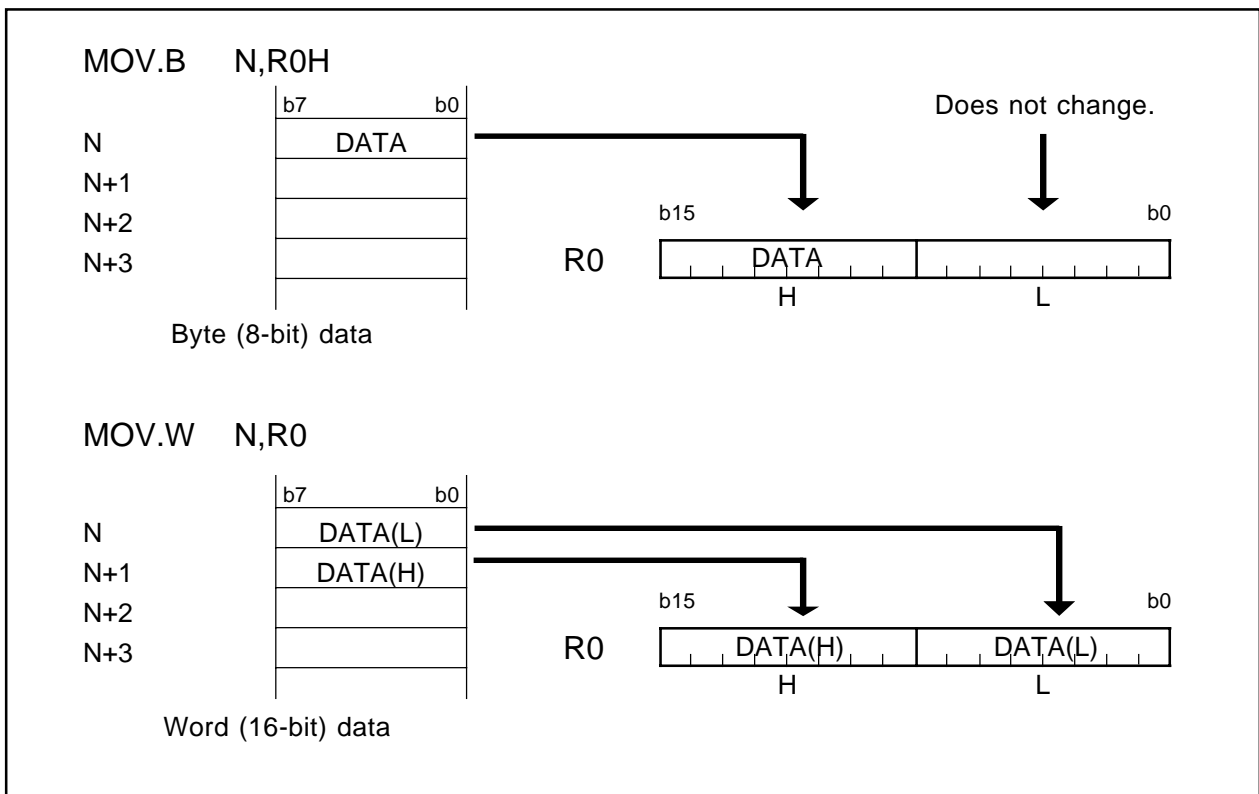 MOV.B N,R0H
b7 b0
Does not change.
N DATA
N+1
N+2
b15 b0
N+3
R0 DATA
H L
Byte (8-bit) data
MOV.W N,R0
b7 b0
N DATA(L)
N+1 DATA(H)
N+2
b15 b0
N+3
R0 DATA(H) DATA(L)
H L
Word (16-bit) data